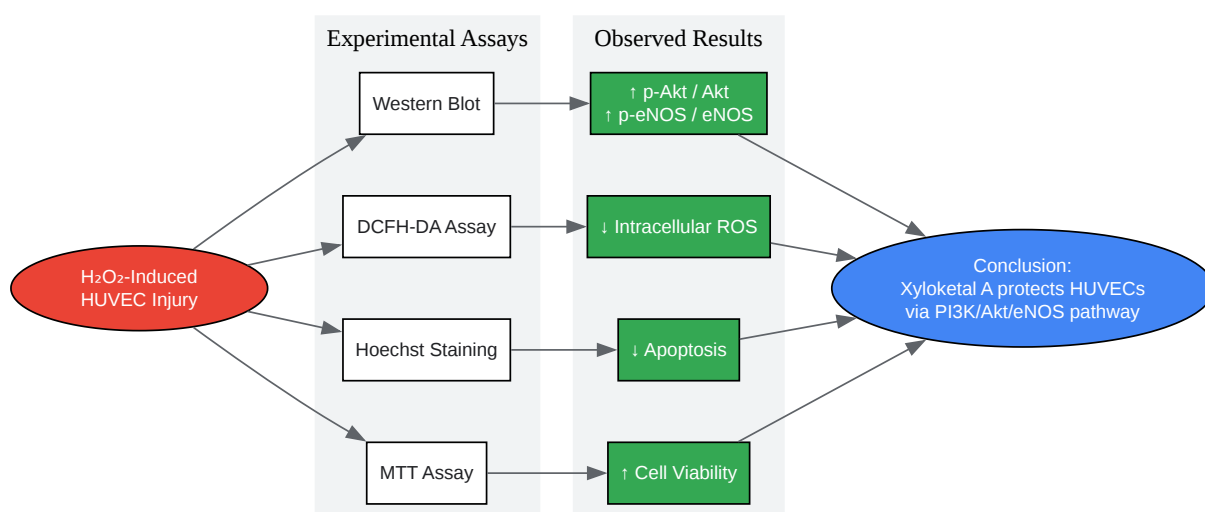 Experimental Assays
Observed Results
Western Blot
↑ p-Akt / Akt
↑ p-eNOS / eNOS
DCFH-DA Assay
↓ Intracellular ROS
H₂O₂-Induced
HUVEC Injury
Conclusion:
Xyloketal A protects HUVECs
via PI3K/Akt/eNOS pathway
Hoechst Staining
↓ Apoptosis
MTT Assay
↑ Cell Viability